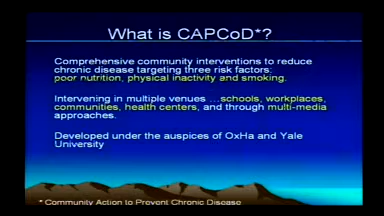 What is CAPCoD*?
Comprehensive community interventions to reduce
chronic disease targeting three risk factors:
poor nutrition, physical inactivity and smoking.
Intervening in multiple venues …schools, workplaces,
communities, health centers, and through multi-media
approaches.
Developed under the auspices of OxHa and Yale
University
* Community Action to Prevent Chronic Disease